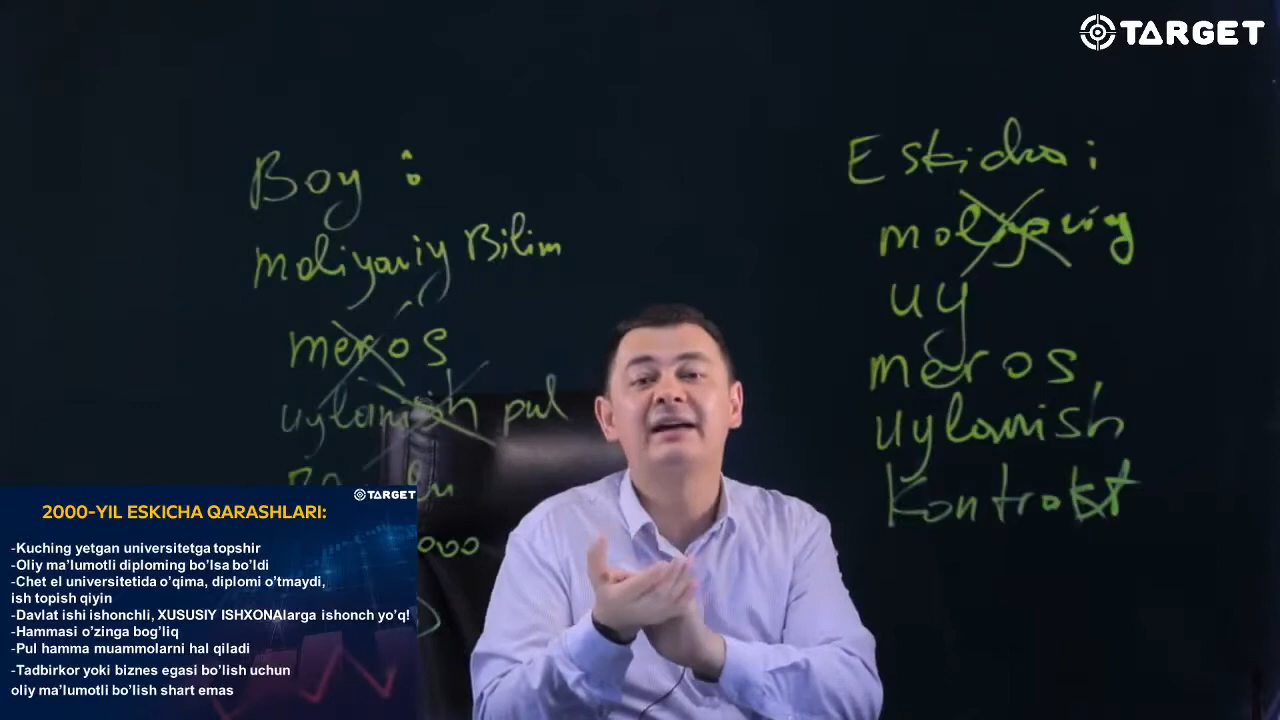 TARGET
Boy :
moliyaviy Bilim
meros
uylanish pul
000
Eskicha :
moliyaviy
uy
meros,
uylanish
Kontrakt
TARGET
2000-YIL ESKICHA QARASHLARI:
-Kuching yetgan universitetga topshir
-Oliy ma’lumotli diploming bo’lsa bo’ldi
-Chet el universitetida o’qima, diplomi o’tmaydi,
ish topish qiyin
-Davlat ishi ishonchli, XUSUSIY ISHXONAlarga ishonch yo’q!
-Hammasi o’zinga bog’liq
-Pul hamma muammolarni hal qiladi
-Tadbirkor yoki biznes egasi bo’lish uchun
oliy ma’lumotli bo’lish shart emas